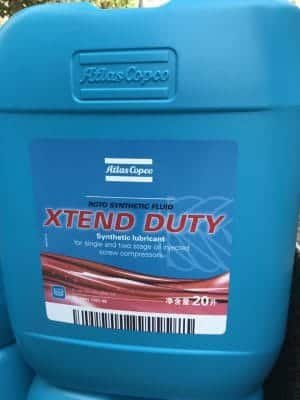 Atlas Copco
Atlas Copco
ROTO SYNTHETIC FLUID
XTEND DUTY
Synthetic lubricant
for single and two stage oil injected
screw compressors
净含量 20升